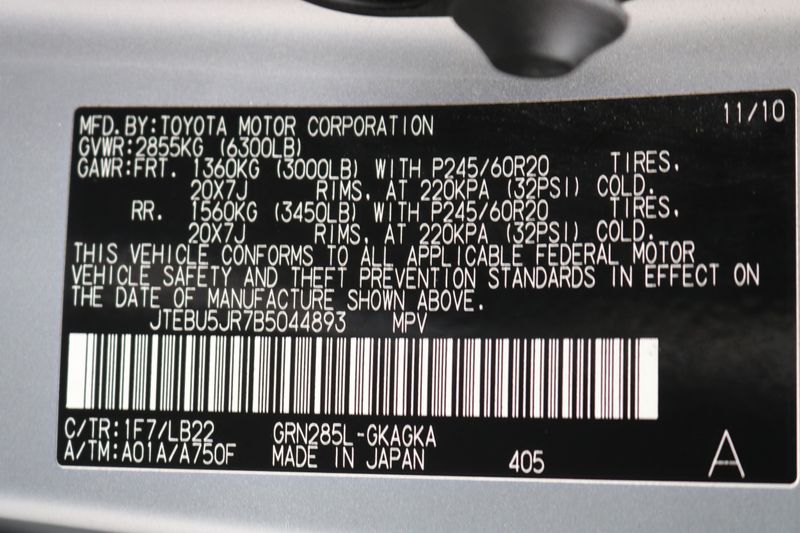 11/10
MFD.BY:TOYOTA MOTOR CORPORATION
GVWR:2855KG (6300LB)
GAWR:FRT. 1360KG (3000LB) WITH P245/60R20 TIRES,
20X7J RIMS, AT 220KPA (32PSI) COLD.
RR. 1560KG (3450LB) WITH P245/60R20 TIRES,
20X7J RIMS, AT 220KPA (32PSI) COLD.
THIS VEHICLE CONFORMS TO ALL APPLICABLE FEDERAL MOTOR
VEHICLE SAFETY AND THEFT PREVENTION STANDARDS IN EFFECT ON
THE DATE OF MANUFACTURE SHOWN ABOVE.
JTEBU5JR7B5044893 MPV
C/TR:1F7/LB22 GRN285L-GKAGKA
A/TM:A01A/A750F MADE IN JAPAN 405 A